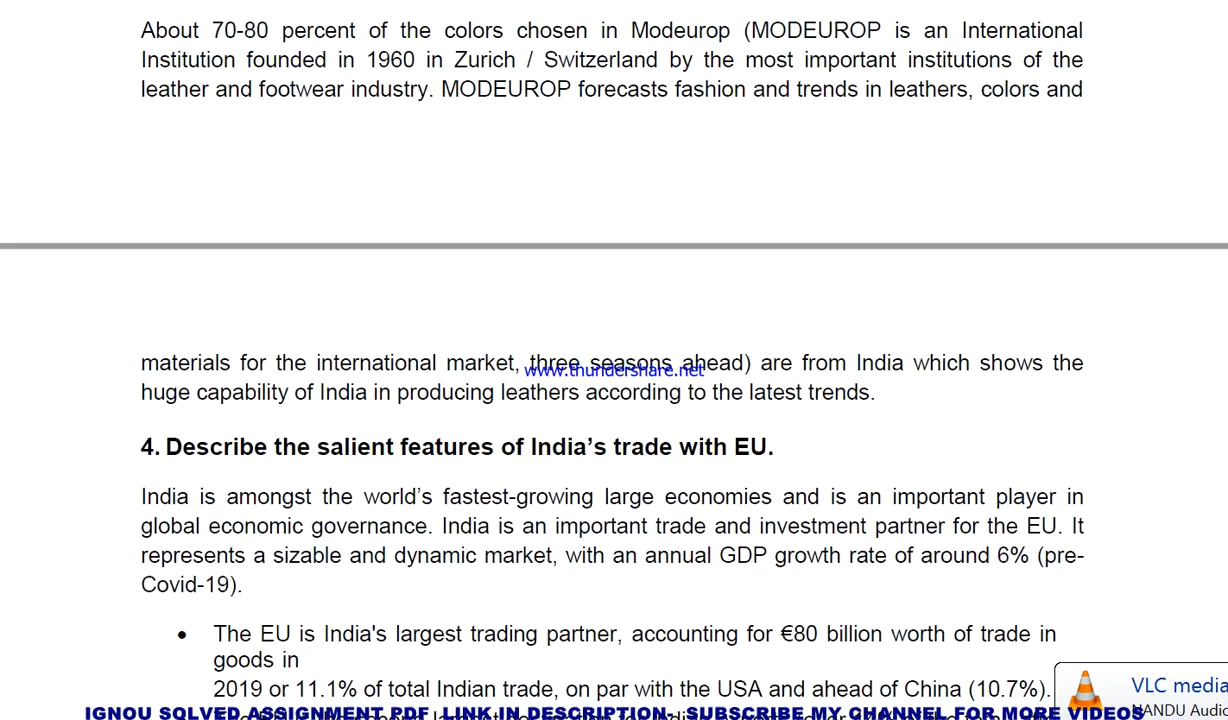 About 70-80 percent of the colors chosen in Modeurop (MODEUROP is an International
Institution founded in 1960 in Zurich / Switzerland by the most important institutions of the
leather and footwear industry. MODEUROP forecasts fashion and trends in leathers, colors and
materials for the international market, three seasons ahead) are from India which shows the
www.thundershare.net
huge capability of India in producing leathers according to the latest trends.
4. Describe the salient features of India's trade with EU.
India is amongst the world's fastest-growing large economies and is an important player in
global economic governance. India is an important trade and investment partner for the EU. It
represents a sizable and dynamic market, with an annual GDP growth rate of around 6% (pre-
Covid-19).
• The EU is India's largest trading partner, accounting for €80 billion worth of trade in
goods in
2019 or 11.1% of total Indian trade, on par with the USA and ahead of China (10.7%).
VLC media
NANDU Audio
IGNOU SOLVED ASSIGNMENT PDF LINK IN DESCRIPTION- SUBSCRIBE MY CHANNEL FOR MORE VIDEOS